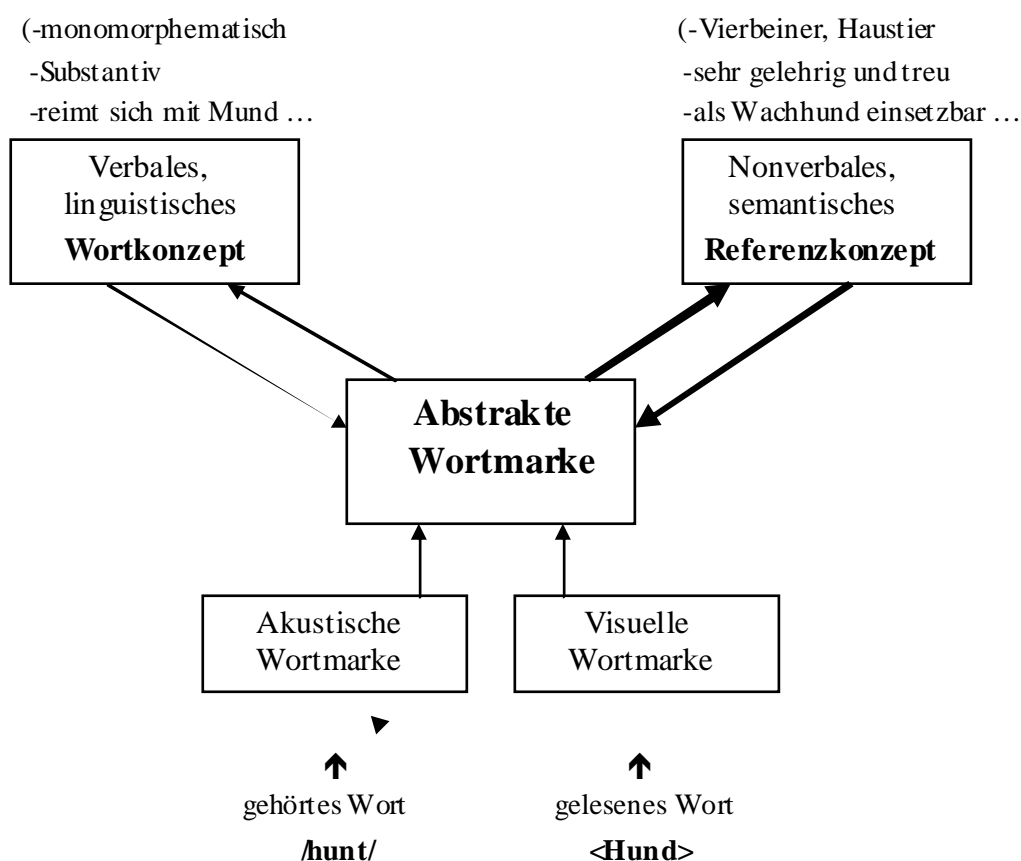 (-monomorphematisch
-Substantiv
-reimt sich mit Mund …
(-Vierbeiner, Haustier
-sehr gelehrig und treu
-als Wachhund einsetzbar …
Verbales,
linguistisches
Wortkonzept
Nonverbales,
semantisches
Referenzkonzept
Abstrakte
Wortmarke
Akustische
Wortmarke
Visuelle
Wortmarke
gehörtes Wort
/hunt/
gelesenes Wort
<Hund>